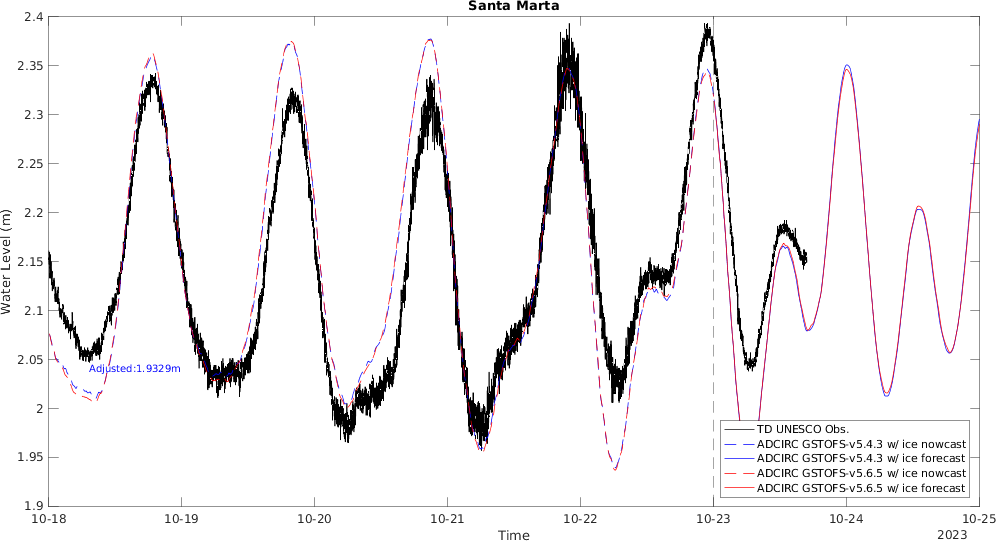 Santa Marta
2.4
2.35
2.3
2.25
2.2
2.15
2.1
2.05
2
1.95
1.9
Water Level (m)
Adjusted:1.9329m
TD UNESCO Obs.
ADCIRC GSTOFS-v5.4.3 w/ ice nowcast
ADCIRC GSTOFS-v5.4.3 w/ ice forecast
ADCIRC GSTOFS-v5.6.5 w/ ice nowcast
ADCIRC GSTOFS-v5.6.5 w/ ice forecast
10-18 10-19 10-20 10-21 10-22 10-23 10-24 10-25
Time
2023